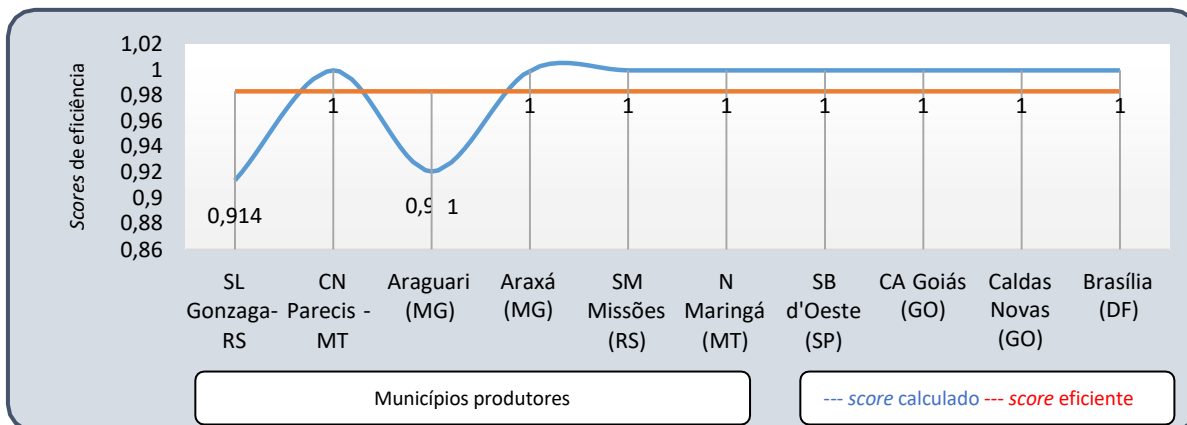 Scores de eficiência
1,02
1
0,98
0,96
0,94
0,92
0,9
0,88
0,86
0,914
1
1
1
1
1
1
1
1
1
SL Gonzaga-RS
CN Parecis - MT
Araguari (MG)
Araxá (MG)
SM Missões (RS)
N Maringá (MT)
SB d'Oeste (SP)
CA Goiás (GO)
Caldas Novas (GO)
Brasília (DF)
Municípios produtores
--- score calculado --- score eficiente